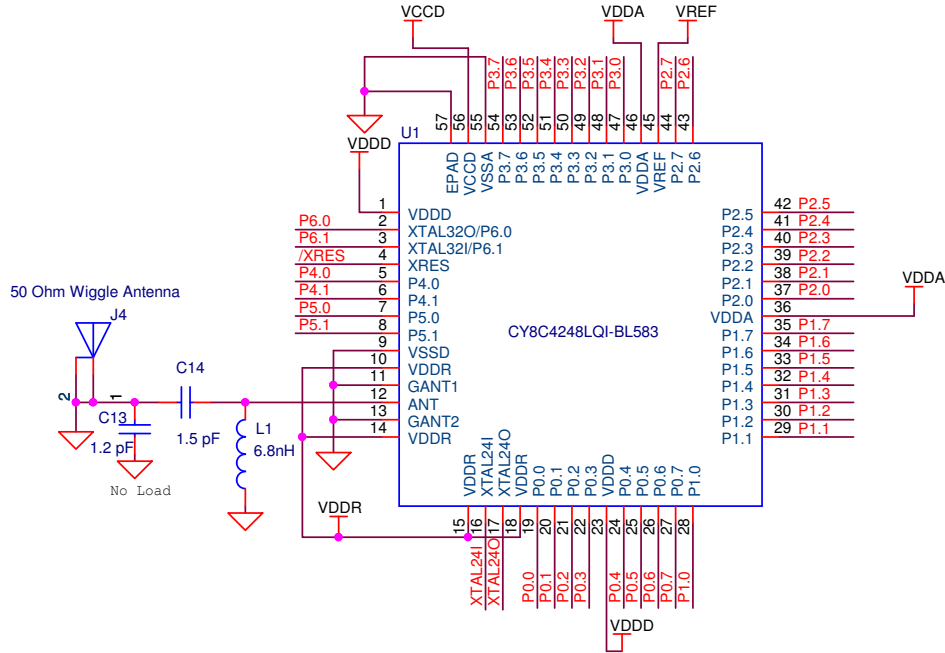 VCCD
VDDA
VREF
P3.7
P3.6
P3.5
P3.4
P3.3
P3.2
P3.1
P3.0
P2.7
P2.6
57
56
55
54
53
52
51
50
49
48
47
46
45
44
43
U1
EPAD
VCCD
VSSA
P3.7
P3.6
P3.5
P3.4
P3.3
P3.2
P3.1
P3.0
VDDA
VREF
P2.7
P2.6
VDDD
1 VDDD
P6.0 2 XTAL32O/P6.0
P6.1 3 XTAL32I/P6.1
/XRES 4 XRES
P4.0 5 P4.0
P4.1 6 P4.1
P5.0 7 P5.0
P5.1 8 P5.1
9 VSSD
10 VDDR
11 GANT1
12 ANT
13 GANT2
14 VDDR
CY8C4248LQI-BL583
P2.5 42 P2.5
P2.4 41 P2.4
P2.3 40 P2.3
P2.2 39 P2.2
P2.1 38 P2.1
P2.0 37 P2.0
VDDA 36
VDDA
P1.7 35 P1.7
P1.6 34 P1.6
P1.5 33 P1.5
P1.4 32 P1.4
P1.3 31 P1.3
P1.2 30 P1.2
P1.1 29 P1.1
50 Ohm Wiggle Antenna
J4
2
1
C14
1.5 pF
C13
1.2 pF
No Load
L1
6.8nH
VDDR
VDDR
XTAL24I
XTAL24O
VDDR
P0.0
P0.1
P0.2
P0.3
VDDD
P0.4
P0.5
P0.6
P0.7
P1.0
15
16
17
18
19
20
21
22
23
24
25
26
27
28
XTAL24I
XTAL24O
P0.0
P0.1
P0.2
P0.3
P0.4
P0.5
P0.6
P0.7
P1.0
VDDD